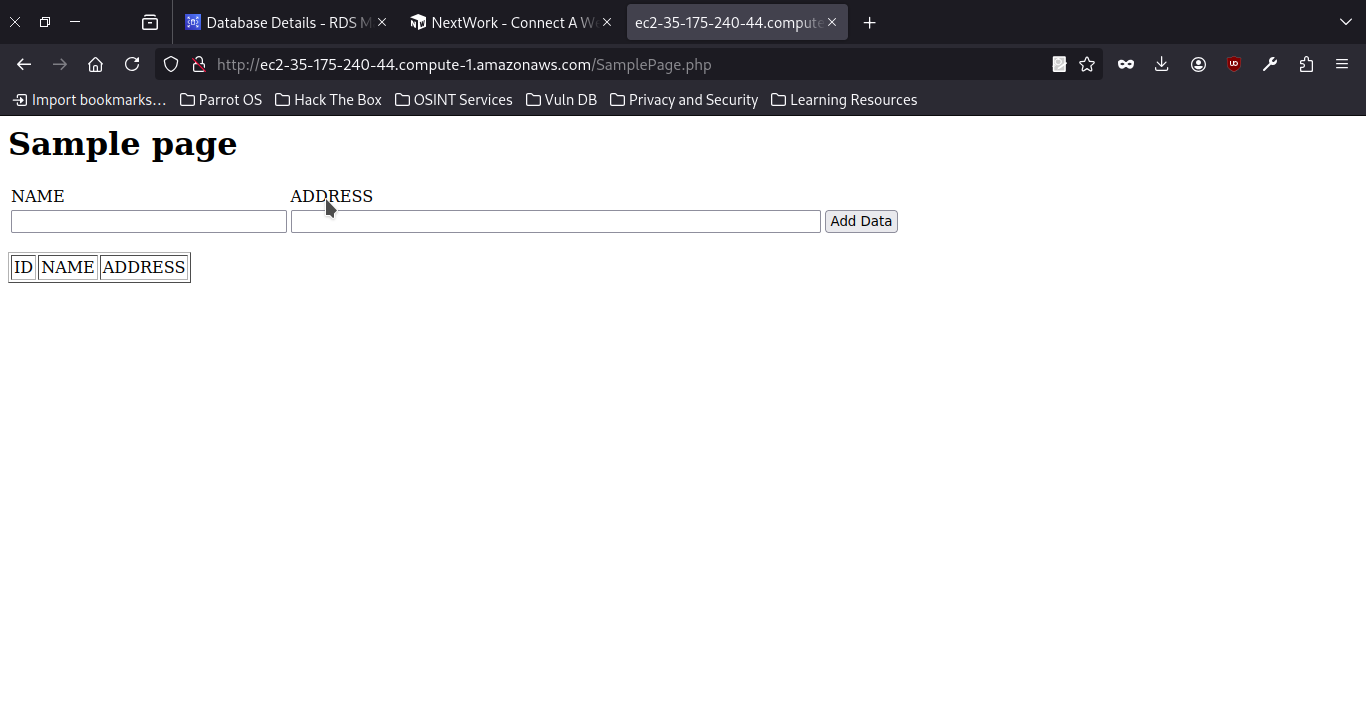 Database Details - RDS M
NextWork - Connect A We
ec2-35-175-240-44.compute
http://ec2-35-175-240-44.compute-1.amazonaws.com/SamplePage.php
Import bookmarks... Parrot OS Hack The Box OSINT Services Vuln DB Privacy and Security Learning Resources
Sample page
NAME ADDRESS
Add Data
ID NAME ADDRESS